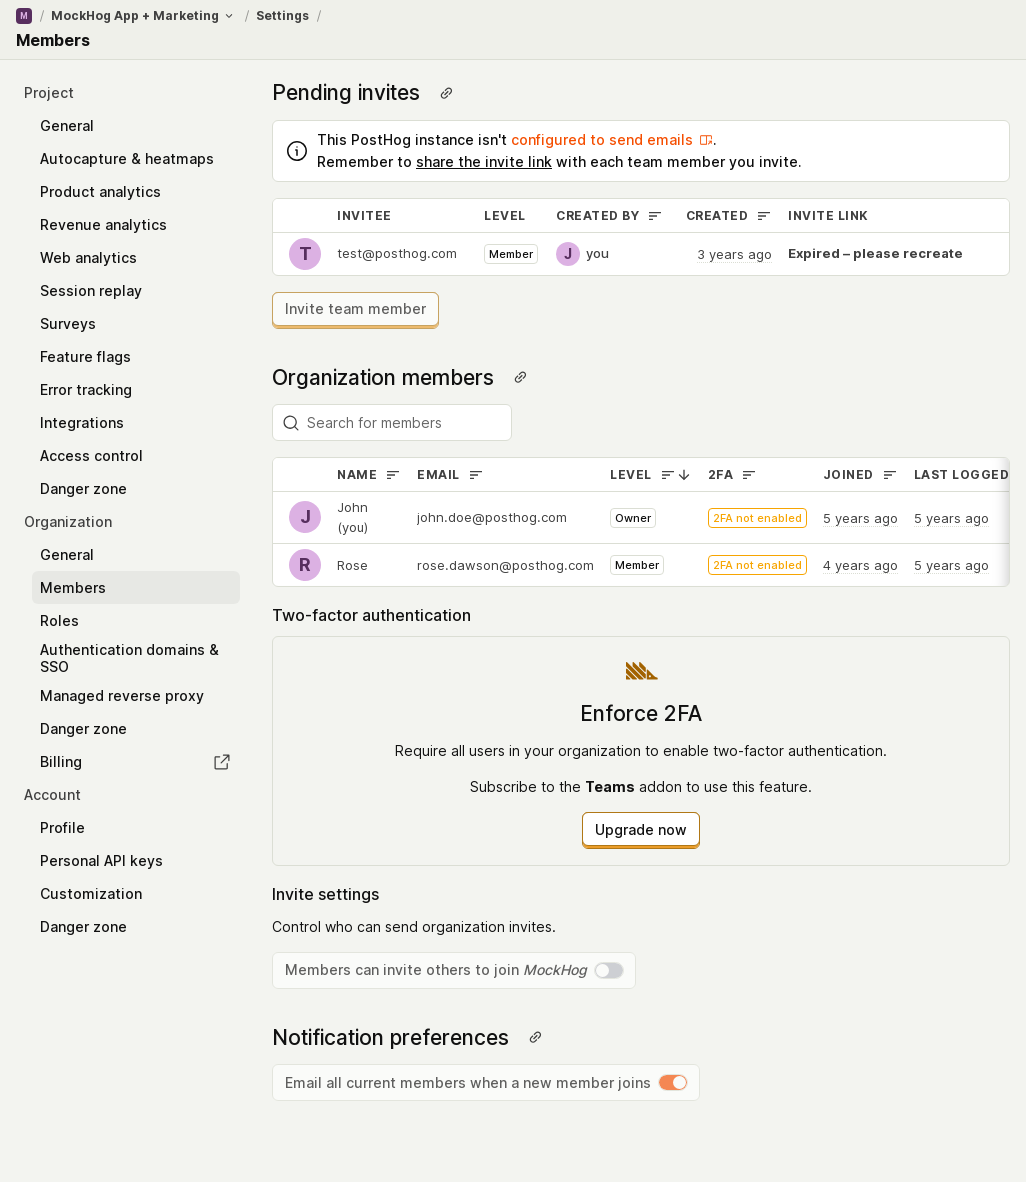 M / MockHog App + Marketing / Settings /
Members
Project
General
Autocapture & heatmaps
Product analytics
Revenue analytics
Web analytics
Session replay
Surveys
Feature flags
Error tracking
Integrations
Access control
Danger zone
Organization
General
Members
Roles
Authentication domains &
SSO
Managed reverse proxy
Danger zone
Billing
Account
Profile
Personal API keys
Customization
Danger zone
Pending invites
This PostHog instance isn't configured to send emails.
Remember to share the invite link with each team member you invite.
INVITEE LEVEL CREATED BY CREATED INVITE LINK
T test@posthog.com Member J you 3 years ago Expired – please recreate
Invite team member
Organization members
Search for members
NAME EMAIL LEVEL 2FA JOINED LAST LOGGED
J John
(you) john.doe@posthog.com Owner 2FA not enabled 5 years ago 5 years ago
R Rose rose.dawson@posthog.com Member 2FA not enabled 4 years ago 5 years ago
Two-factor authentication
Enforce 2FA
Require all users in your organization to enable two-factor authentication.
Subscribe to the Teams addon to use this feature.
Upgrade now
Invite settings
Control who can send organization invites.
Members can invite others to join MockHog
Notification preferences
Email all current members when a new member joins